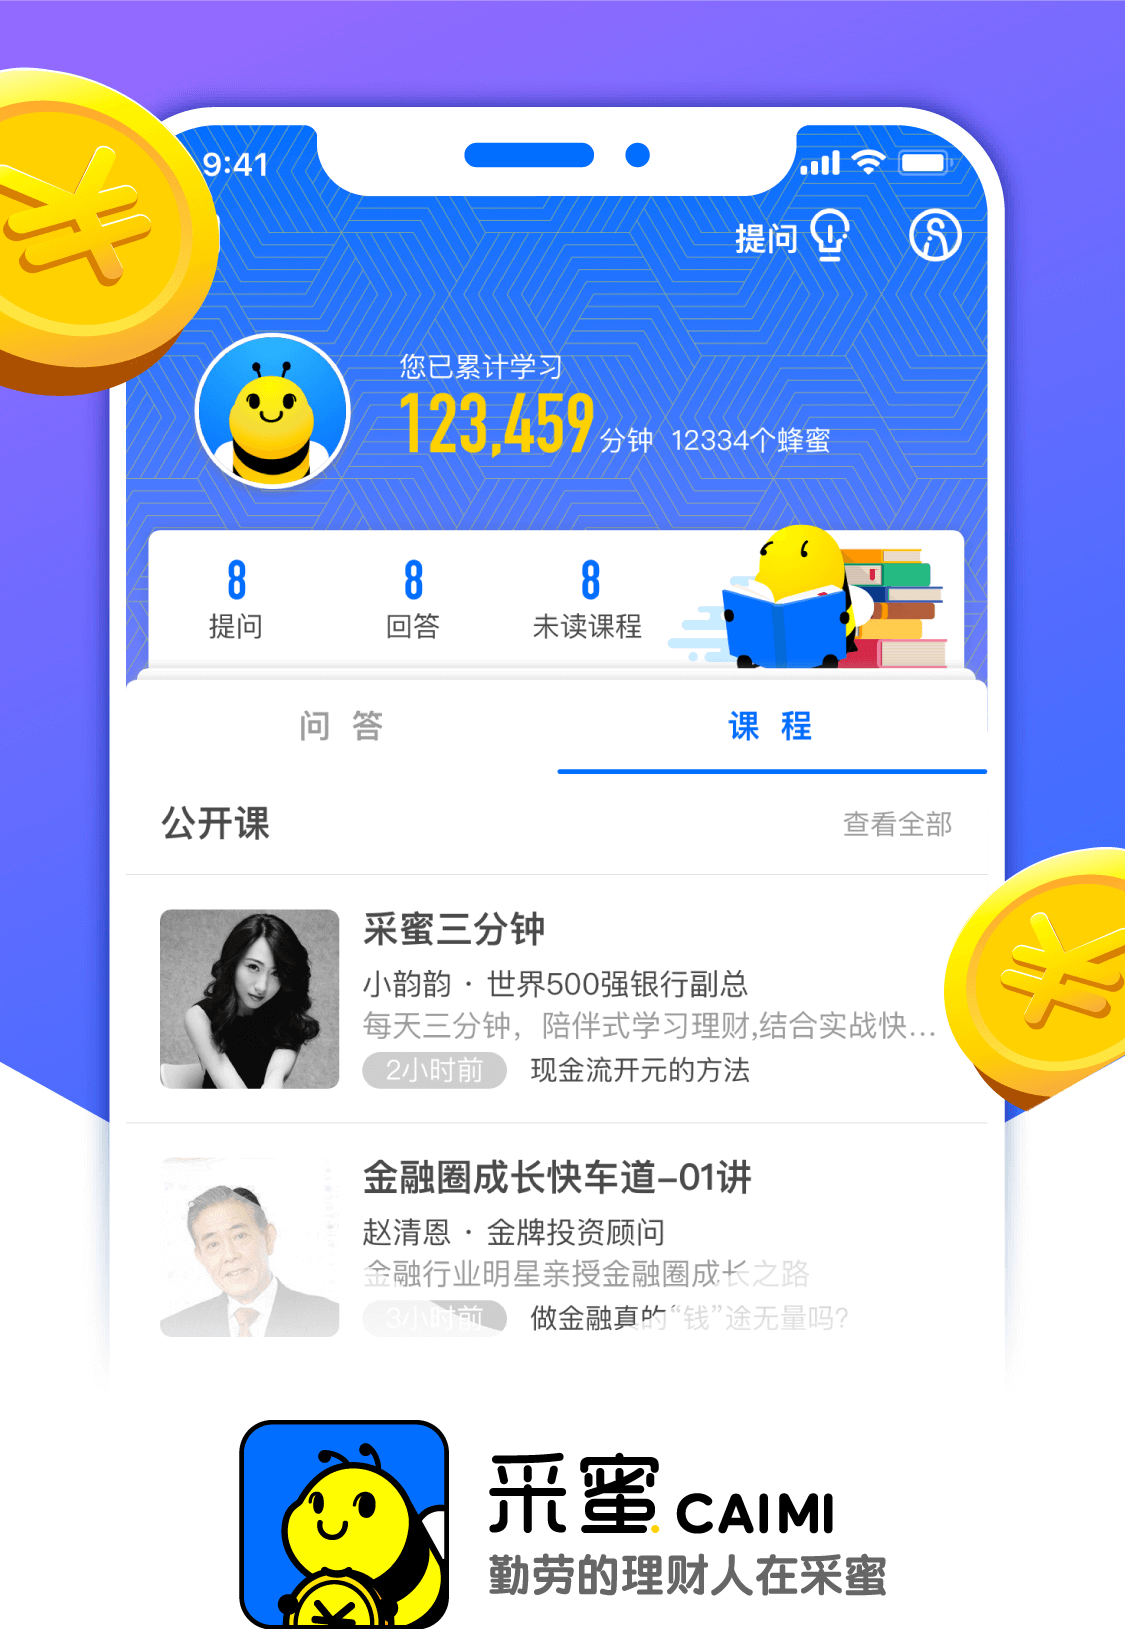 9:41
提问
您已累计学习
123,459分钟 12334个蜂蜜
8 8 8
提问 回答 未读课程
问 答 课 程
公开课 查看全部
采蜜三分钟
小韵韵 · 世界500强银行副总
每天三分钟，陪伴式学习理财,结合实战快...
2小时前 现金流开元的方法
金融圈成长快车道-01讲
赵清恩 · 金牌投资顾问
金融行业明星亲授金融圈成长之路
3小时前 做金融真的“钱”途无量吗?
采蜜.CAIMI
勤劳的理财人在采蜜